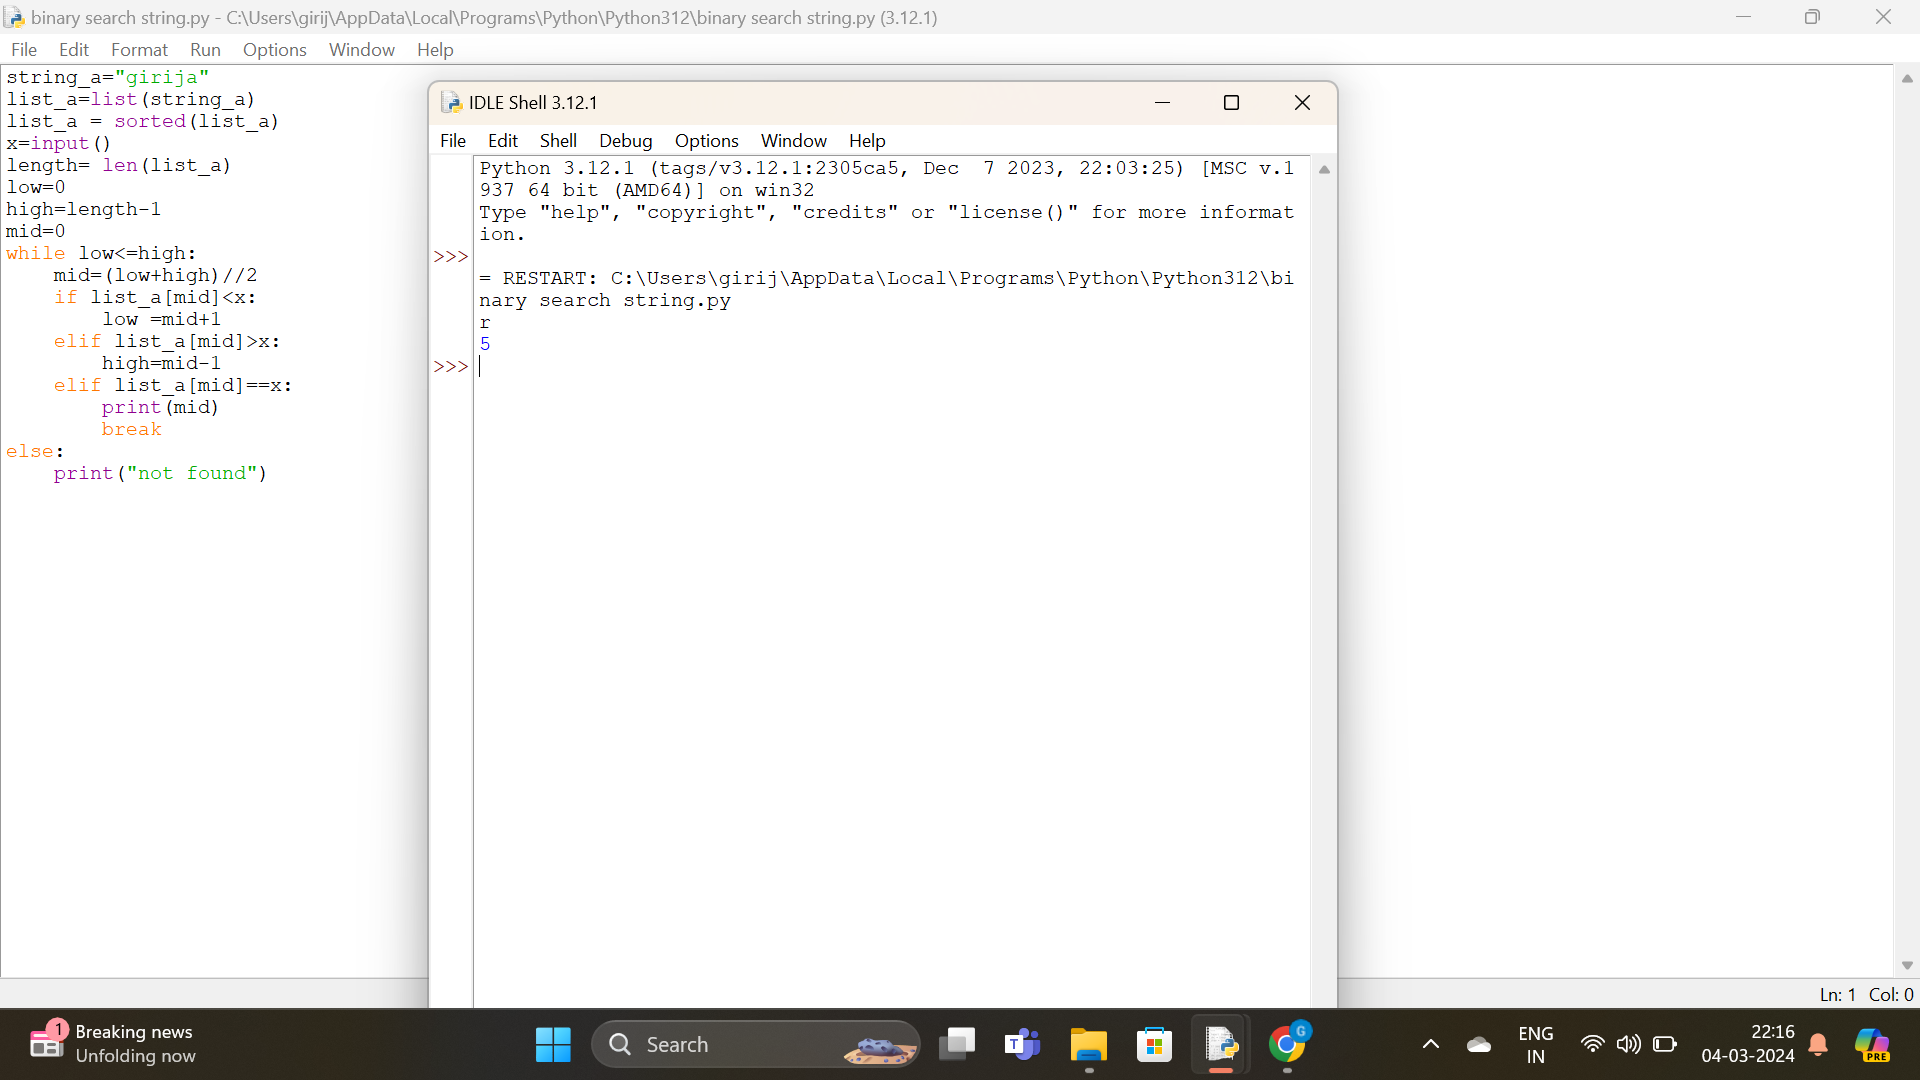 binary search string.py - C:\Users\girij\AppData\Local\Programs\Python\Python312\binary search string.py (3.12.1)
File Edit Format Run Options Window Help
string_a="girija"
list_a=list(string_a)
list_a = sorted(list_a)
x=input()
length= len(list_a)
low=0
high=length-1
mid=0
while low<=high:
    mid=(low+high)//2
    if list_a[mid]<x:
        low =mid+1
    elif list_a[mid]>x:
        high=mid-1
    elif list_a[mid]==x:
        print(mid)
        break
else:
    print("not found")
IDLE Shell 3.12.1
File Edit Shell Debug Options Window Help
Python 3.12.1 (tags/v3.12.1:2305ca5, Dec  7 2023, 22:03:25) [MSC v.1
937 64 bit (AMD64)] on win32
Type "help", "copyright", "credits" or "license()" for more informat
ion.
>>>
= RESTART: C:\Users\girij\AppData\Local\Programs\Python\Python312\bi
nary search string.py
r
5
>>>
Ln: 1 Col: 0
1
Breaking news
Unfolding now
Search
T
G
ENG
IN
22:16
04-03-2024
PRE